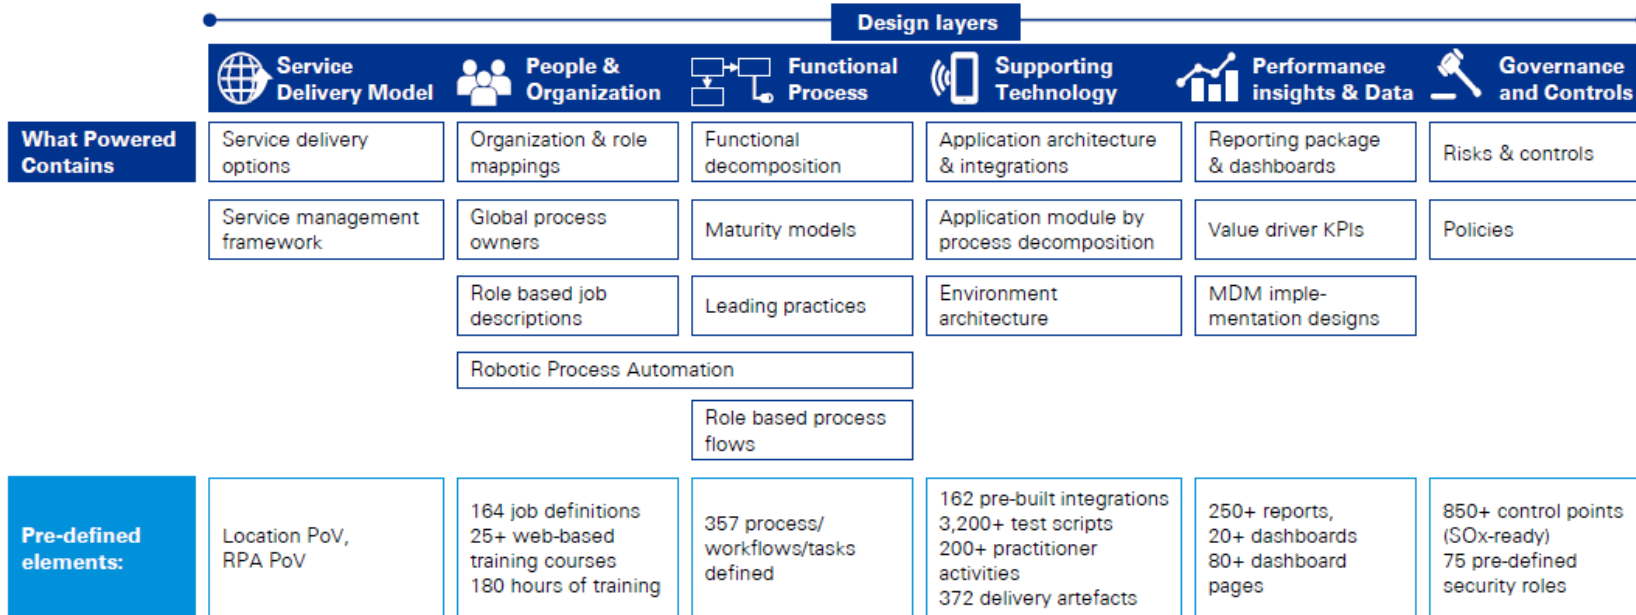 Design layers
Service
Delivery Model
People &
Organization
Functional
Process
Supporting
Technology
Performance
insights & Data
Governance
and Controls
What Powered
Contains
Service delivery
options
Organization & role
mappings
Functional
decomposition
Application architecture
& integrations
Reporting package
& dashboards
Risks & controls
Service management
framework
Global process
owners
Maturity models
Application module by
process decomposition
Value driver KPIs
Policies
Role based job
descriptions
Leading practices
Environment
architecture
MDM imple-
mentation designs
Robotic Process Automation
Role based process
flows
Pre-defined
elements:
Location PoV,
RPA PoV
164 job definitions
25+ web-based
training courses
180 hours of training
357 process/
workflows/tasks
defined
162 pre-built integrations
3,200+ test scripts
200+ practitioner
activities
372 delivery artefacts
250+ reports,
20+ dashboards
80+ dashboard
pages
850+ control points
(SOx-ready)
75 pre-defined
security roles